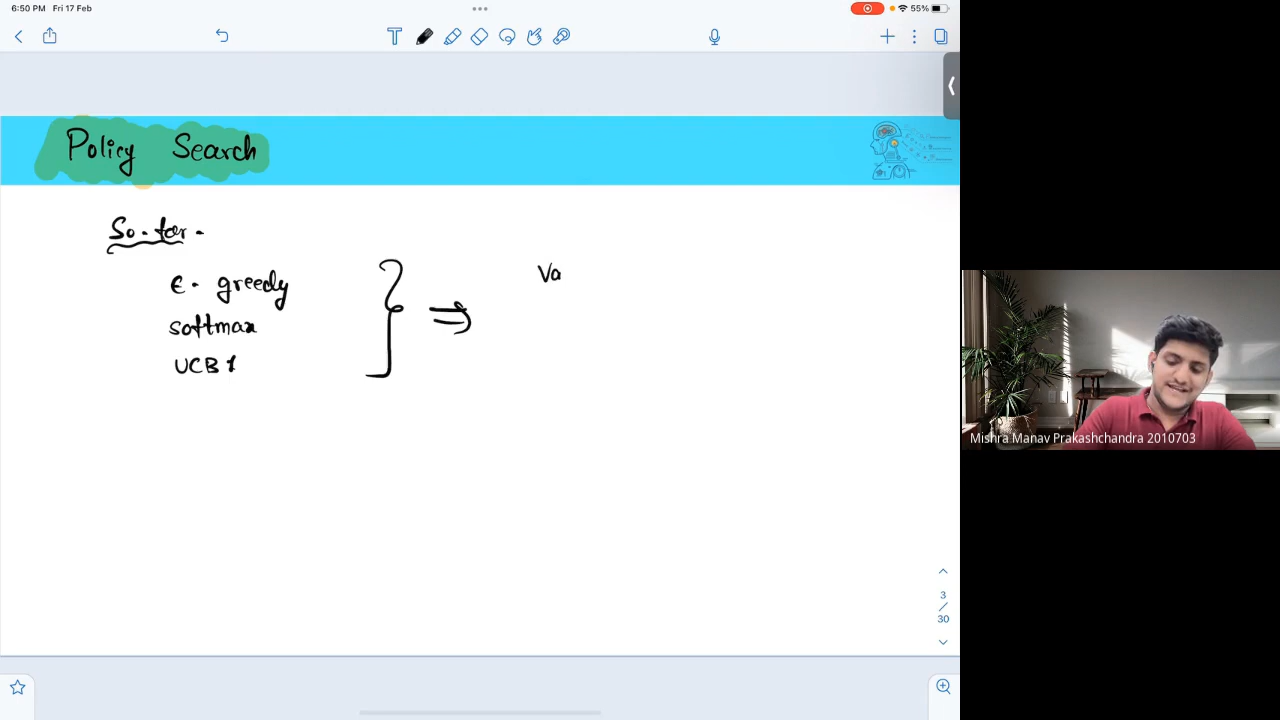 6:50 PM Fri 17 Feb
55%
Policy Search
So-far-
ϵ- greedy
softmax
UCB 1
Va
3
/
30
Mishra Manav Prakashchandra 2010703